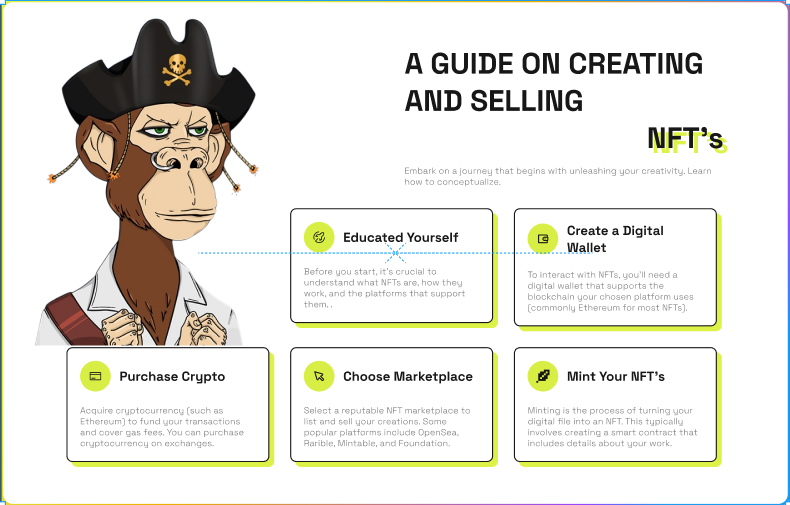 A GUIDE ON CREATING
AND SELLING
NFT's
Embark on a journey that begins with unleashing your creativity. Learn
how to conceptualize.
Educated Yourself
Before you start, it's crucial to
understand what NFTs are, how they
work, and the platforms that support
them. .
Create a Digital
Wallet
To interact with NFTs, you'll need a
digital wallet that supports the
blockchain your chosen platform uses
(commonly Ethereum for most NFTs).
Purchase Crypto
Acquire cryptocurrency (such as
Ethereum) to fund your transactions
and cover gas fees. You can purchase
cryptocurrency on exchanges.
Choose Marketplace
Select a reputable NFT marketplace to
list and sell your creations. Some
popular platforms include OpenSea,
Rarible, Mintable, and Foundation.
Mint Your NFT's
Minting is the process of turning your
digital file into an NFT. This typically
involves creating a smart contract that
includes details about your work.